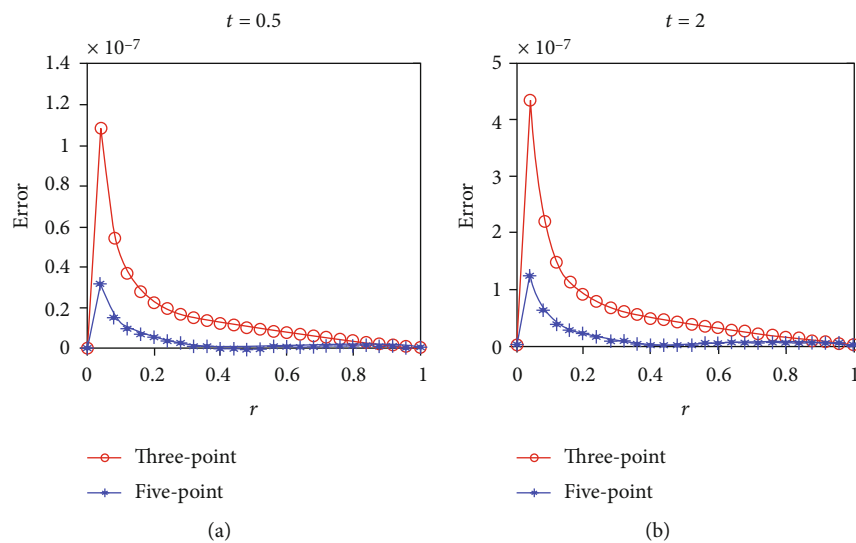 t = 0.5
× 10–7
1.4
1.2
1
0.8
0.6
0.4
0.2
0
Error
0
0.2
0.4
0.6
0.8
1
r
Three-point
Five-point
(a)
t = 2
× 10–7
5
4
3
2
1
0
Error
0
0.2
0.4
0.6
0.8
1
r
Three-point
Five-point
(b)